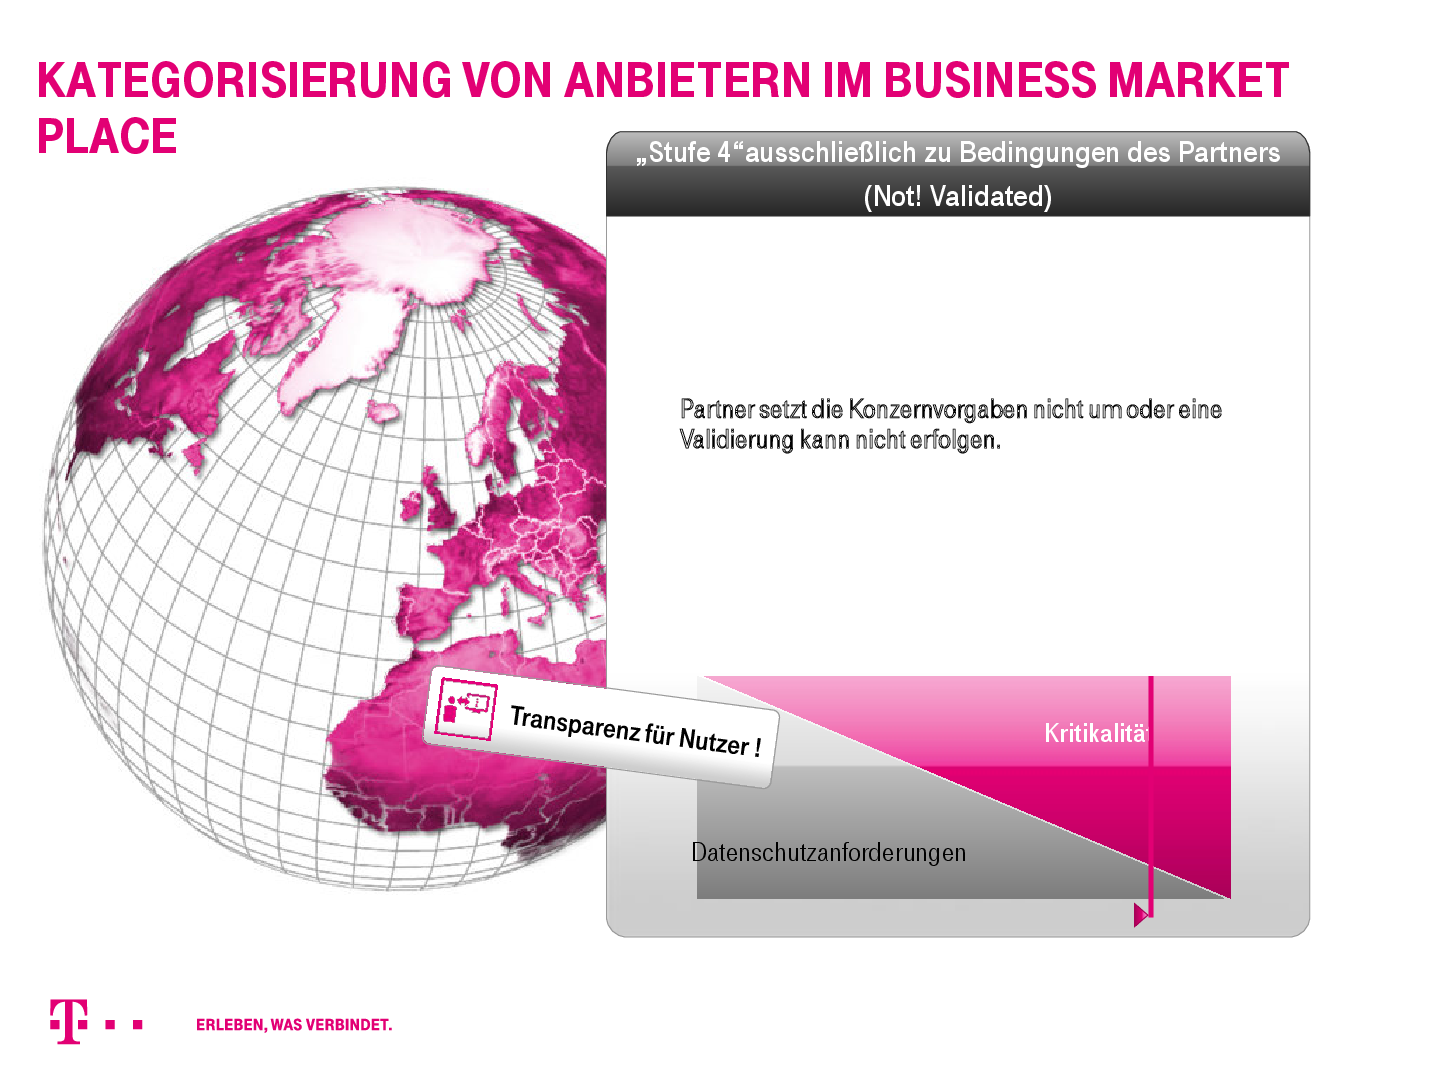 KATEGORISIERUNG VON ANBIETERN IM BUSINESS MARKET
PLACE
„Stufe 4“ausschließlich zu Bedingungen des Partners
(Not! Validated)
Partner setzt die Konzernvorgaben nicht um oder eine
Validierung kann nicht erfolgen.
Transparenz für Nutzer !
Kritikalitä
Datenschutzanforderungen
T
ERLEBEN, WAS VERBINDET.